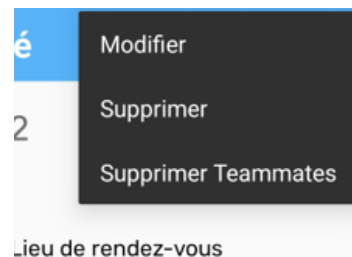 é
Modifier
Supprimer
2
Supprimer Teammates
Lieu de rendez-vous